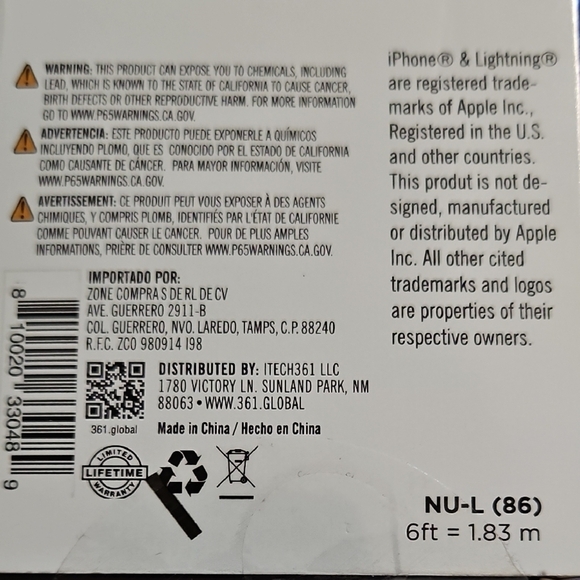 WARNING: THIS PRODUCT CAN EXPOSE YOU TO CHEMICALS, INCLUDING
LEAD, WHICH IS KNOWN TO THE STATE OF CALIFORNIA TO CAUSE CANCER,
BIRTH DEFECTS OR OTHER REPRODUCTIVE HARM. FOR MORE INFORMATION
GO TO WWW.P65WARNINGS.CA.GOV.
ADVERTENCIA: ESTE PRODUCTO PUEDE EXPONERLE A QUÍMICOS
INCLUYENDO PLOMO, QUE ES CONOCIDO POR EL ESTADO DE CALIFORNIA
COMO CAUSANTE DE CÁNCER. PARA MAYOR INFORMACIÓN, VISITE
WWW.P65WARNINGS.CA.GOV.
AVERTISSEMENT: CE PRODUIT PEUT VOUS EXPOSER À DES AGENTS
CHIMIQUES, Y COMPRIS PLOMB, IDENTIFIÉS PAR L'ÉTAT DE CALIFORNIE
COMME POUVANT CAUSER LE CANCER. POUR DE PLUS AMPLES
INFORMATIONS, PRIÈRE DE CONSULTER WWW.P65WARNINGS.CA.GOV.
iPhone® & Lightning®
are registered trade-
marks of Apple Inc.,
Registered in the U.S.
and other countries.
This produt is not de-
signed, manufactured
or distributed by Apple
Inc. All other cited
trademarks and logos
are properties of their
respective owners.
IMPORTADO POR:
ZONE COMPRA S DE RL DE CV
AVE. GUERRERO 2911-B
COL. GUERRERO, NVO. LAREDO, TAMPS, C.P. 88240
R.F.C. ZCO 980914 I98
8 10020 33048 9
361.global
DISTRIBUTED BY: ITECH361 LLC
1780 VICTORY LN. SUNLAND PARK, NM
88063 • WWW.361.GLOBAL
Made in China / Hecho en China
LIMITED
LIFETIME
WARRANTY
NU-L (86)
6ft = 1.83 m